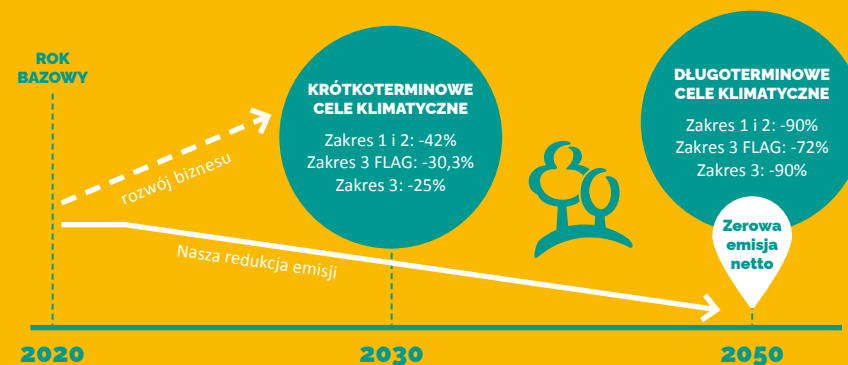 ROK
BAZOWY
rozwój biznesu
Nasza redukcja emisji
KRÓTKOTERMINOWE
CELE KLIMATYCZNE
Zakres 1 i 2: -42%
Zakres 3 FLAG: -30,3%
Zakres 3: -25%
DŁUGOTERMINOWE
CELE KLIMATYCZNE
Zakres 1 i 2: -90%
Zakres 3 FLAG: -72%
Zakres 3: -90%
Zerowa
emisja
netto
2020
2030
2050